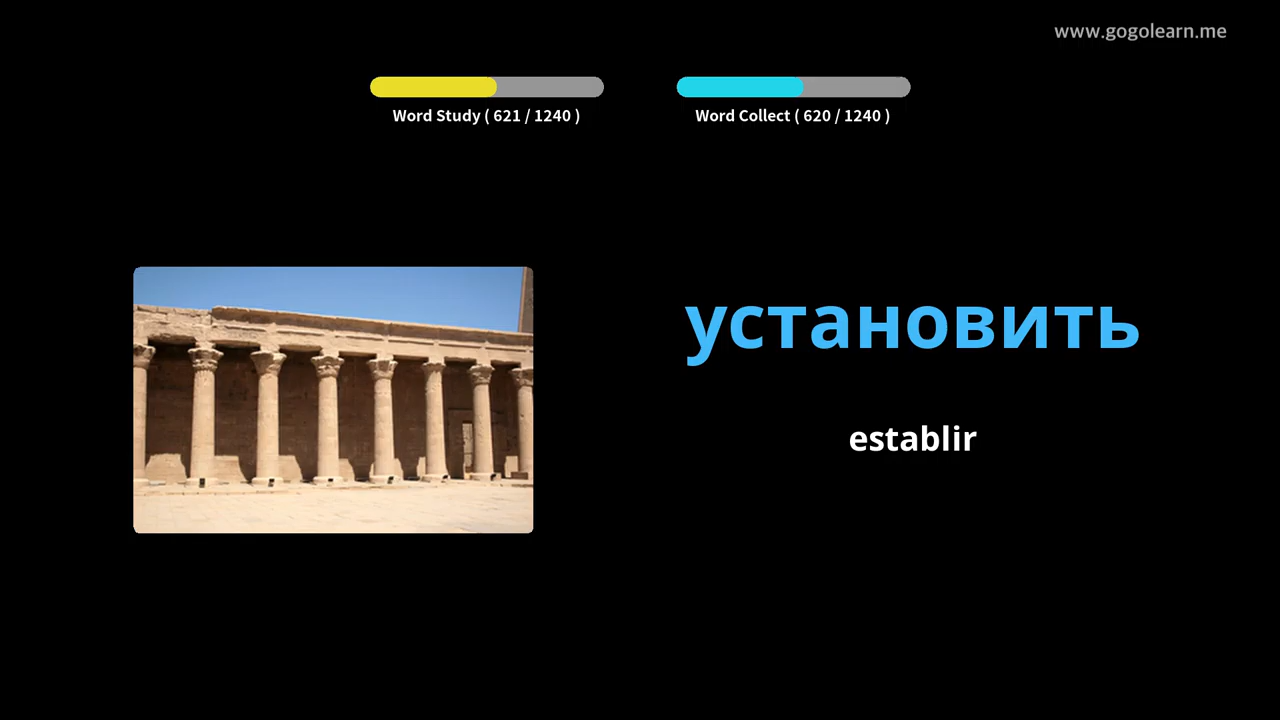 www.gogolearn.me
Word Study ( 621 / 1240 )
Word Collect ( 620 / 1240 )
установить
establir